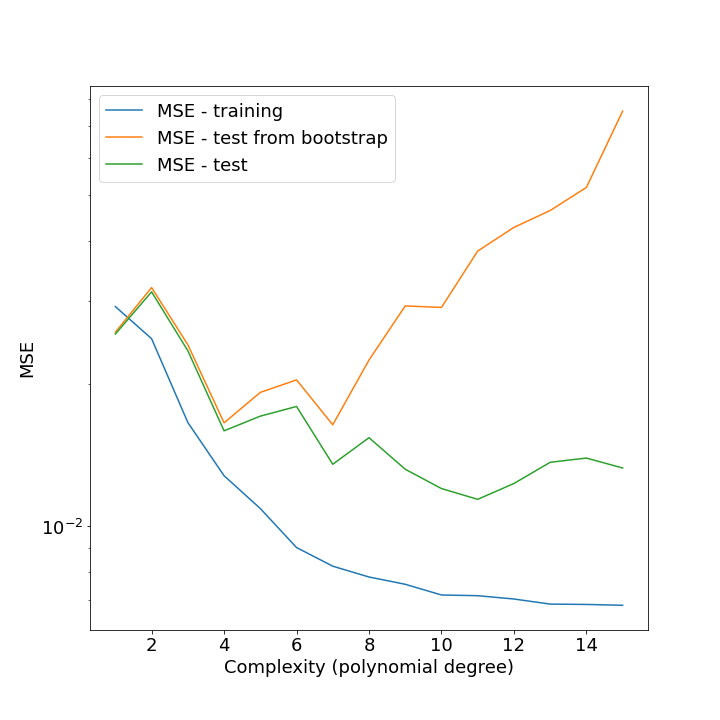 MSE - training
MSE - test from bootstrap
MSE - test
MSE
10⁻²
2 4 6 8 10 12 14
Complexity (polynomial degree)